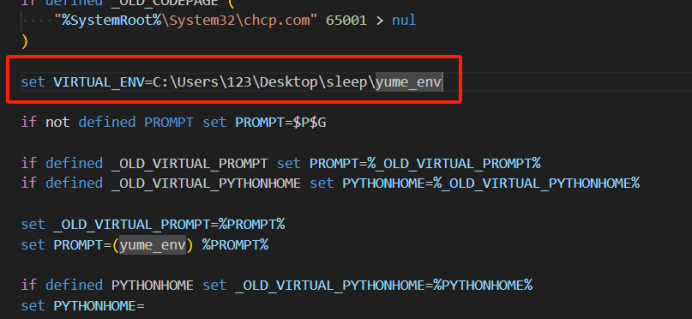 if defined _OLD_CODEPAGE (
"%SystemRoot%\System32\chcp.com" 65001 > nul
)
set VIRTUAL_ENV=C:\Users\123\Desktop\sleep\yume_env
if not defined PROMPT set PROMPT=$P$G
if defined _OLD_VIRTUAL_PROMPT set PROMPT=%_OLD_VIRTUAL_PROMPT%
if defined _OLD_VIRTUAL_PYTHONHOME set PYTHONHOME=%_OLD_VIRTUAL_PYTHONHOME%
set _OLD_VIRTUAL_PROMPT=%PROMPT%
set PROMPT=(yume_env) %PROMPT%
if defined PYTHONHOME set _OLD_VIRTUAL_PYTHONHOME=%PYTHONHOME%
set PYTHONHOME=